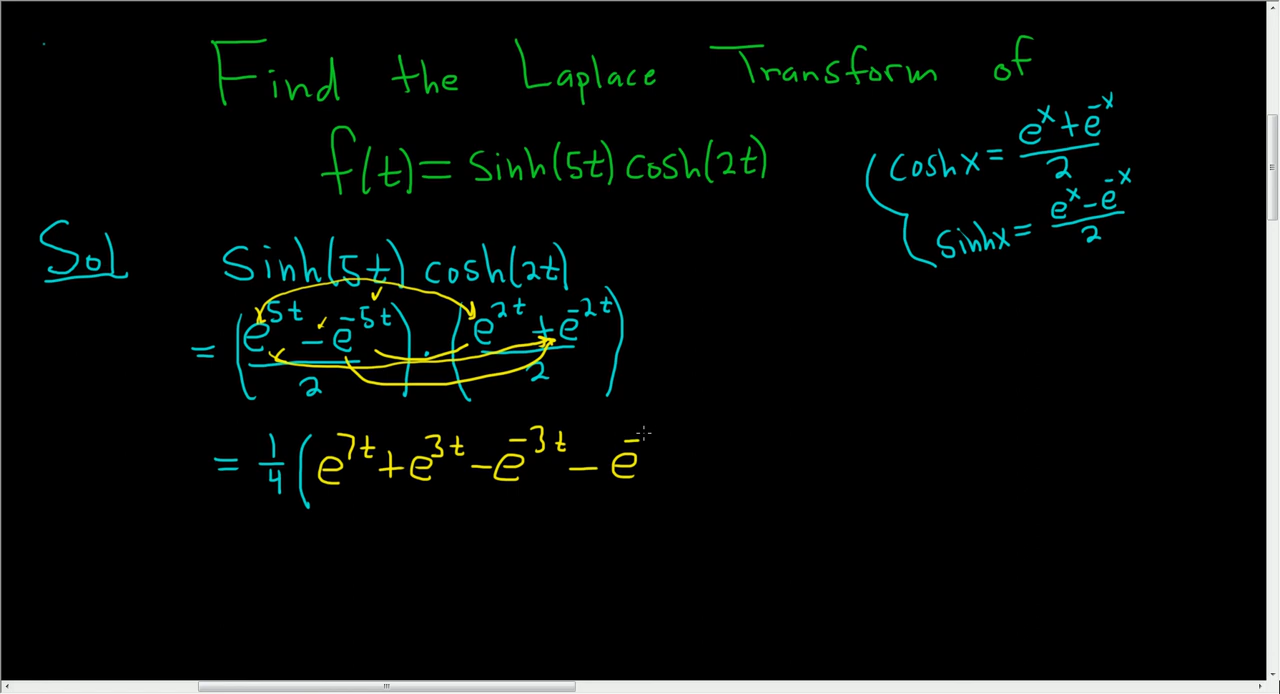 Find the Laplace Transform of
f(t) = Sinh(5t) cosh(2t)
cosh x = (e^x + e^-x)/2
sinh x = (e^x - e^-x)/2
Sol
Sinh(5t) cosh(2t)
= ((e^5t - e^-5t)/2) · ((e^2t + e^-2t)/2)
= 1/4 (e^7t + e^3t - e^-3t - e^-